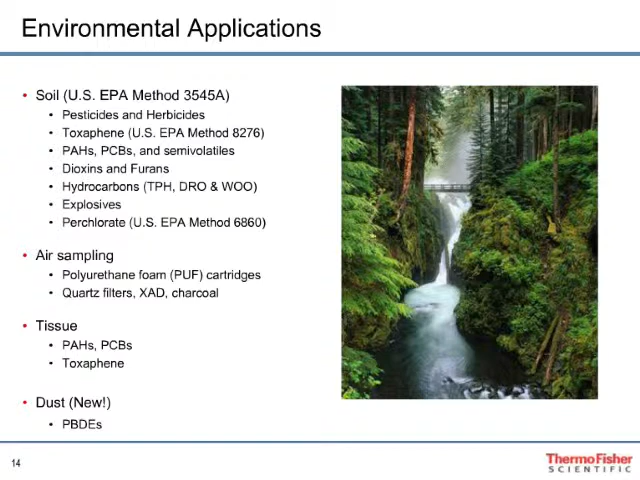 Environmental Applications
• Soil (U.S. EPA Method 3545A)
• Pesticides and Herbicides
• Toxaphene (U.S. EPA Method 8276)
• PAHs, PCBs, and semivolatiles
• Dioxins and Furans
• Hydrocarbons (TPH, DRO & WOO)
• Explosives
• Perchlorate (U.S. EPA Method 6860)
• Air sampling
• Polyurethane foam (PUF) cartridges
• Quartz filters, XAD, charcoal
• Tissue
• PAHs, PCBs
• Toxaphene
• Dust (New!)
• PBDEs
14
ThermoFisher
SCIENTIFIC